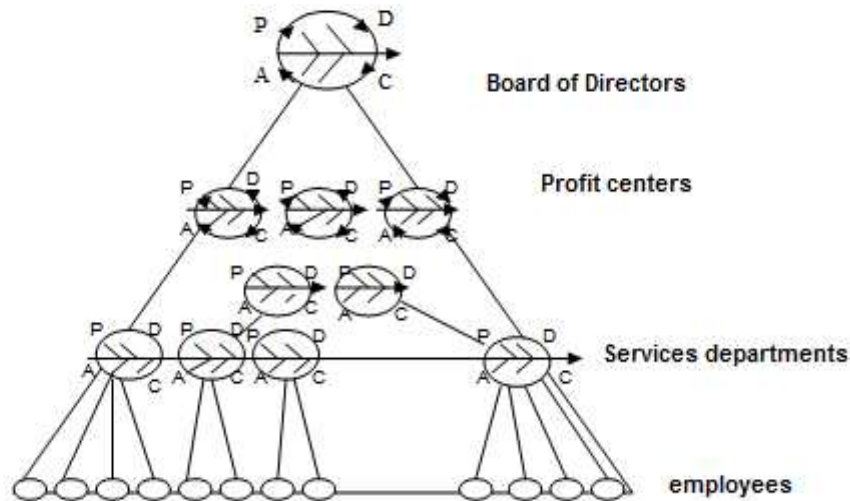 P D
A C
Board of Directors
P D P D P D
Profit centers
A C A C A C
P D P D
A C A C
P D P D P D P D
Services departments
A C A C A C A C
employees